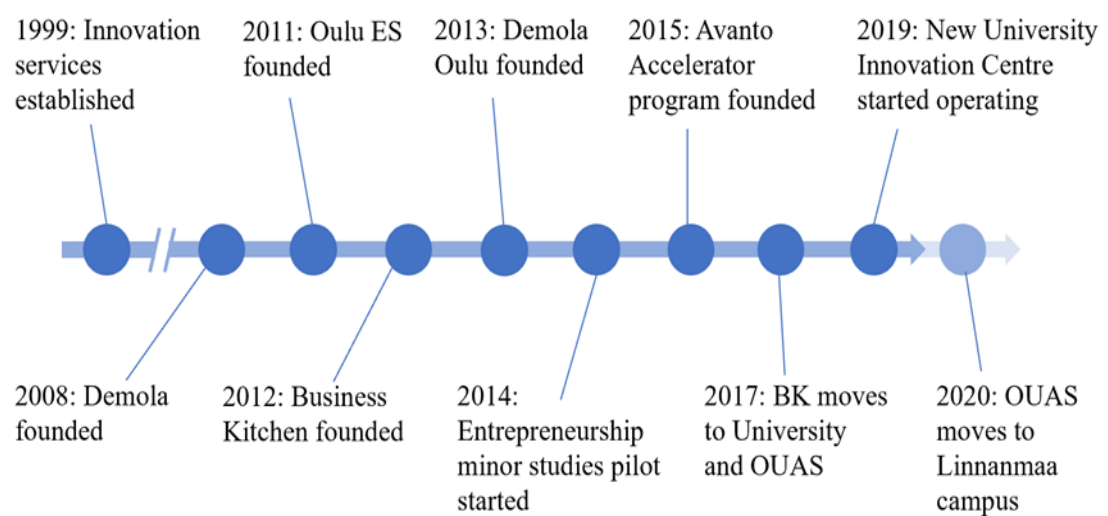 1999: Innovation
services
established
2011: Oulu ES
founded
2013: Demola
Oulu founded
2015: Avanto
Accelerator
program founded
2019: New University
Innovation Centre
started operating
2008: Demola
founded
2012: Business
Kitchen founded
2014:
Entrepreneurship
minor studies pilot
started
2017: BK moves
to University
and OUAS
2020: OUAS
moves to
Linnanmaa
campus